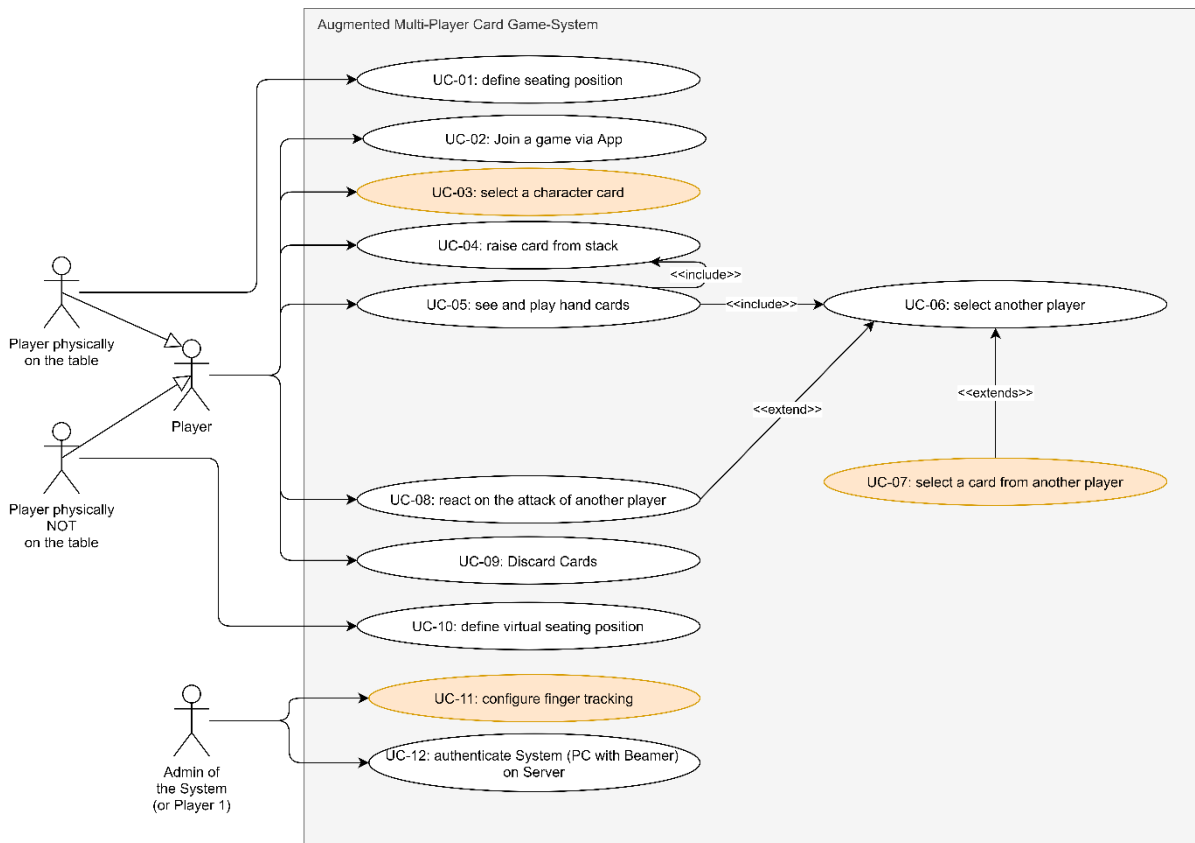 Augmented Multi-Player Card Game-System
UC-01: define seating position
UC-02: Join a game via App
UC-03: select a character card
UC-04: raise card from stack
<<include>>
UC-05: see and play hand cards
<<include>>
UC-06: select another player
Player physically
on the table
Player
<<extend>>
<<extends>>
UC-07: select a card from another player
UC-08: react on the attack of another player
Player physically
NOT
on the table
UC-09: Discard Cards
UC-10: define virtual seating position
UC-11: configure finger tracking
UC-12: authenticate System (PC with Beamer)
on Server
Admin of
the System
(or Player 1)